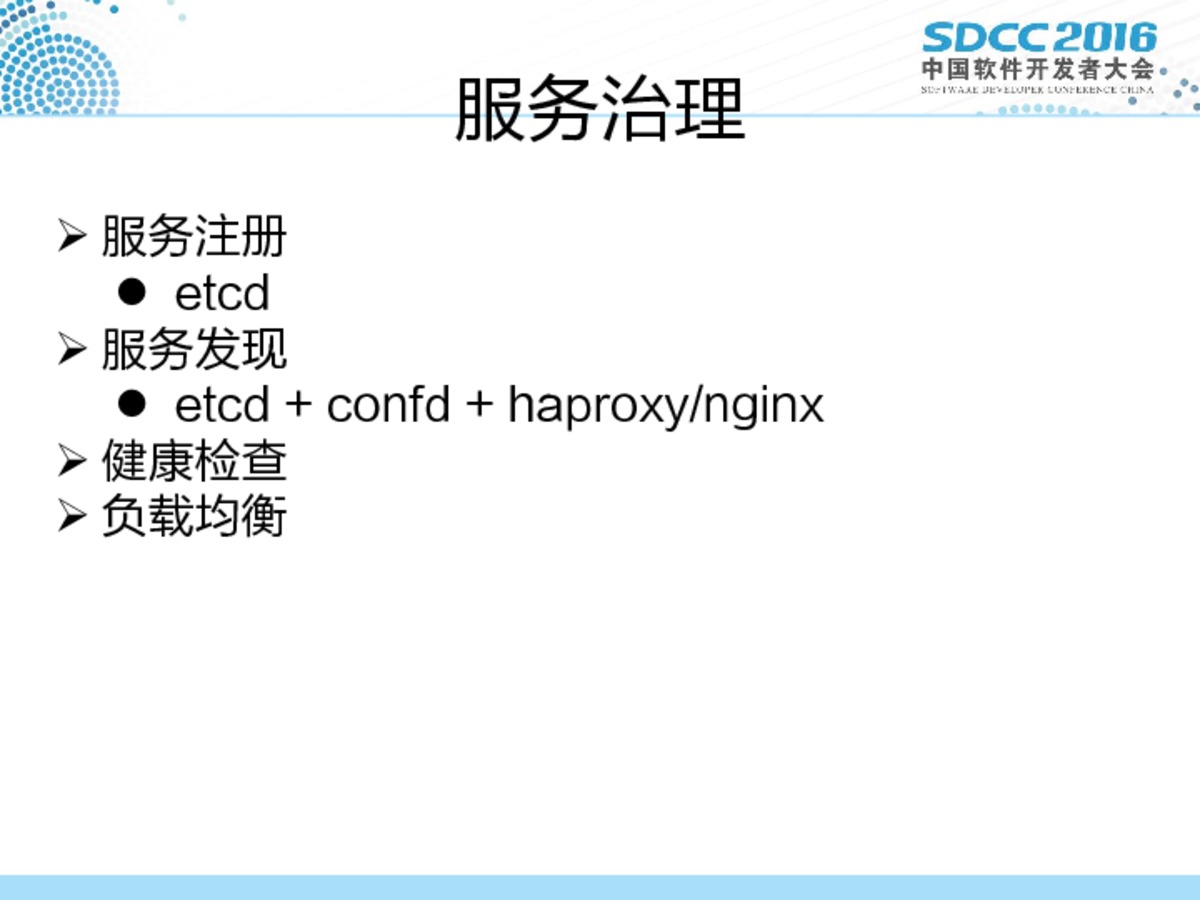 SDCC 2016
中国软件开发者大会
SOFTWARE DEVELOPER CONFERENCE CHINA
服务治理
服务注册
etcd
服务发现
etcd + confd + haproxy/nginx
健康检查
负载均衡